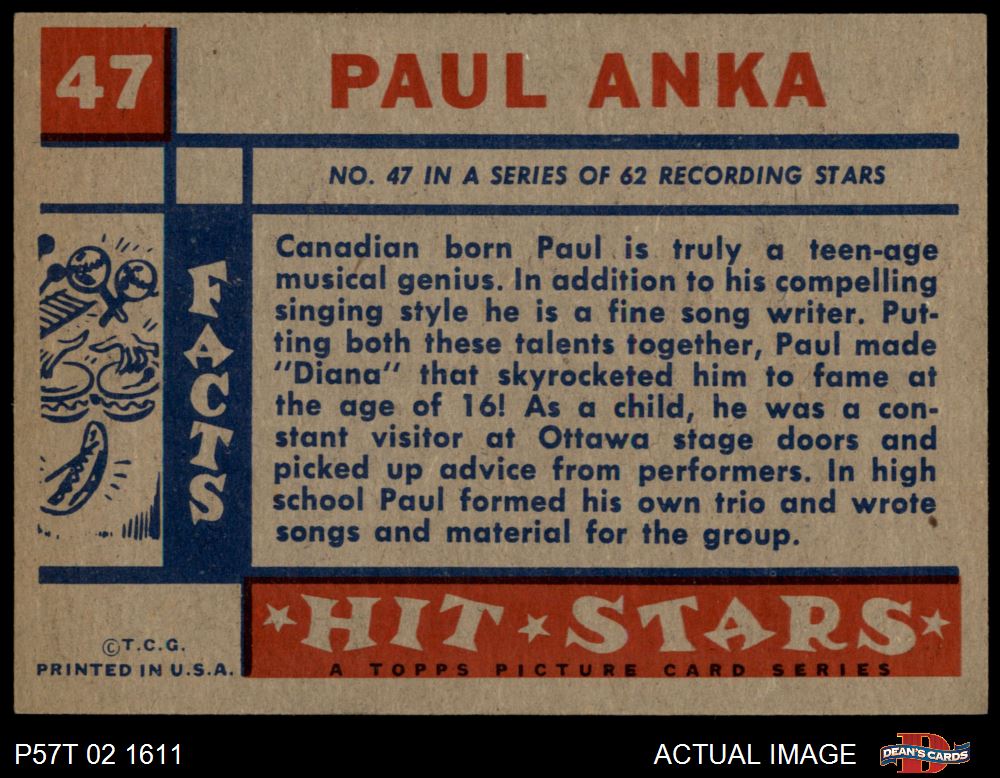 47
PAUL ANKA
NO. 47 IN A SERIES OF 62 RECORDING STARS
FACTS
Canadian born Paul is truly a teen-age
musical genius. In addition to his compelling
singing style he is a fine song writer. Put-
ting both these talents together, Paul made
"Diana" that skyrocketed him to fame at
the age of 16! As a child, he was a con-
stant visitor at Ottawa stage doors and
picked up advice from performers. In high
school Paul formed his own trio and wrote
songs and material for the group.
HIT STARS
A TOPPS PICTURE CARD SERIES
©T.C.G.
PRINTED IN U.S.A.
P57T 02 1611
ACTUAL IMAGE
D
DEAN'S CARDS